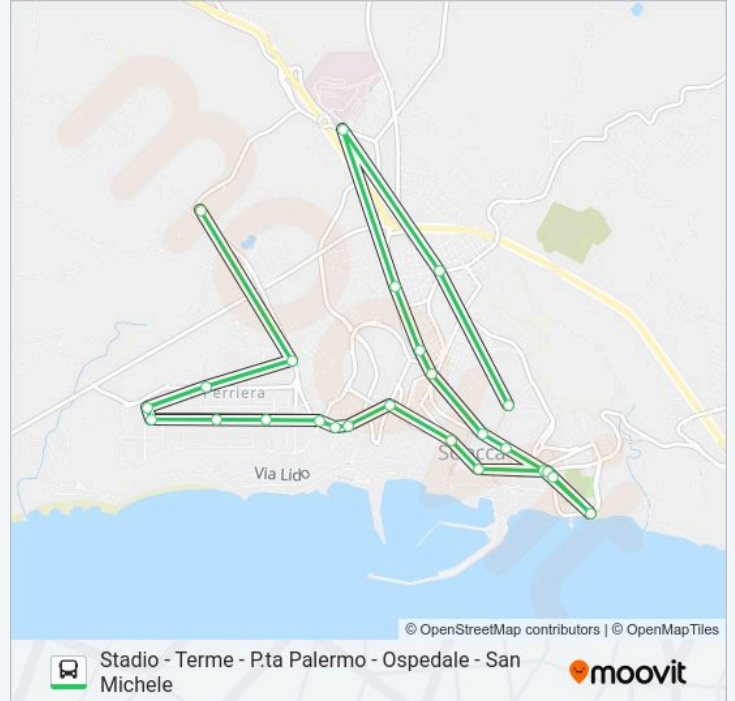 Perriera
Sciacca
Via Lido
© OpenStreetMap contributors | © OpenMapTiles
Stadio - Terme - P.ta Palermo - Ospedale - San
Michele
moovit